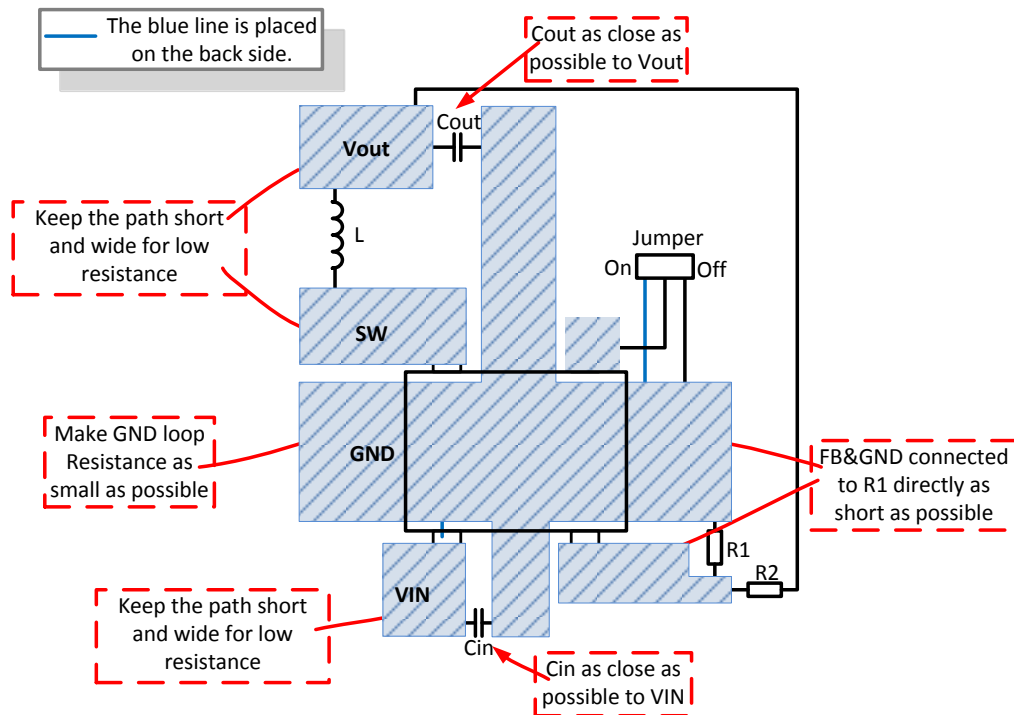 The blue line is placed
on the back side.
Cout as close as
possible to Vout
Cout
Vout
Keep the path short
and wide for low
resistance
L
Jumper
On
Off
SW
Make GND loop
Resistance as
small as possible
GND
FB&GND connected
to R1 directly as
short as possible
R1
R2
VIN
Keep the path short
and wide for low
resistance
Cin
Cin as close as
possible to VIN